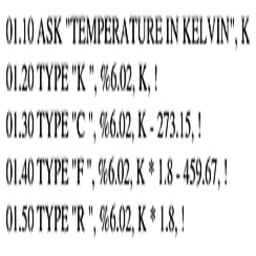 01.10 ASK "TEMPERATURE IN KELVIN", K
01.20 TYPE "K ", %6.02, K, !
01.30 TYPE "C ", %6.02, K - 273.15, !
01.40 TYPE "F ", %6.02, K * 1.8 - 459.67, !
01.50 TYPE "R ", %6.02, K * 1.8, !